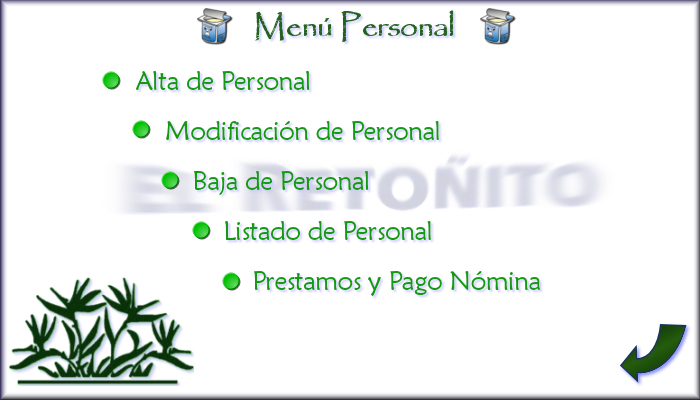 Menú Personal
Alta de Personal
Modificación de Personal
EL RETOÑITO
Baja de Personal
Listado de Personal
Prestamos y Pago Nómina